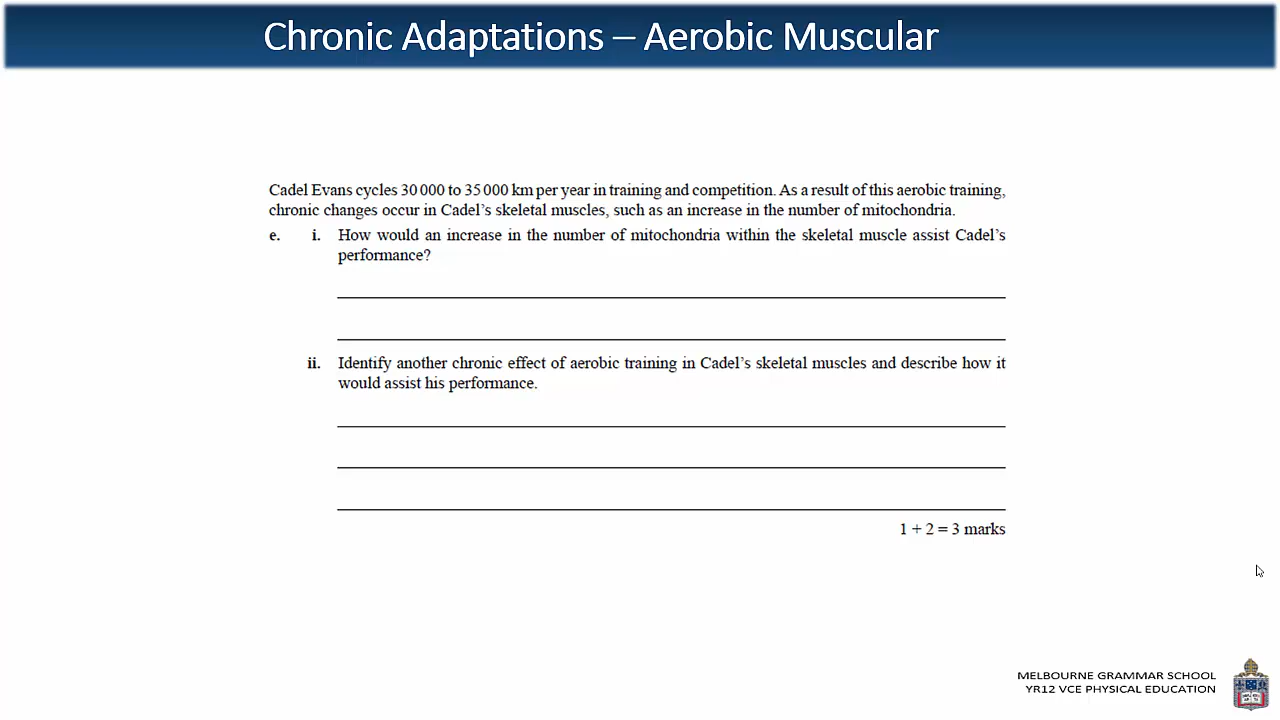 Chronic Adaptations – Aerobic Muscular
Cadel Evans cycles 30 000 to 35 000 km per year in training and competition. As a result of this aerobic training,
chronic changes occur in Cadel's skeletal muscles, such as an increase in the number of mitochondria.
e. i. How would an increase in the number of mitochondria within the skeletal muscle assist Cadel's
performance?
ii. Identify another chronic effect of aerobic training in Cadel's skeletal muscles and describe how it
would assist his performance.
1 + 2 = 3 marks
MELBOURNE GRAMMAR SCHOOL
YR12 VCE PHYSICAL EDUCATION